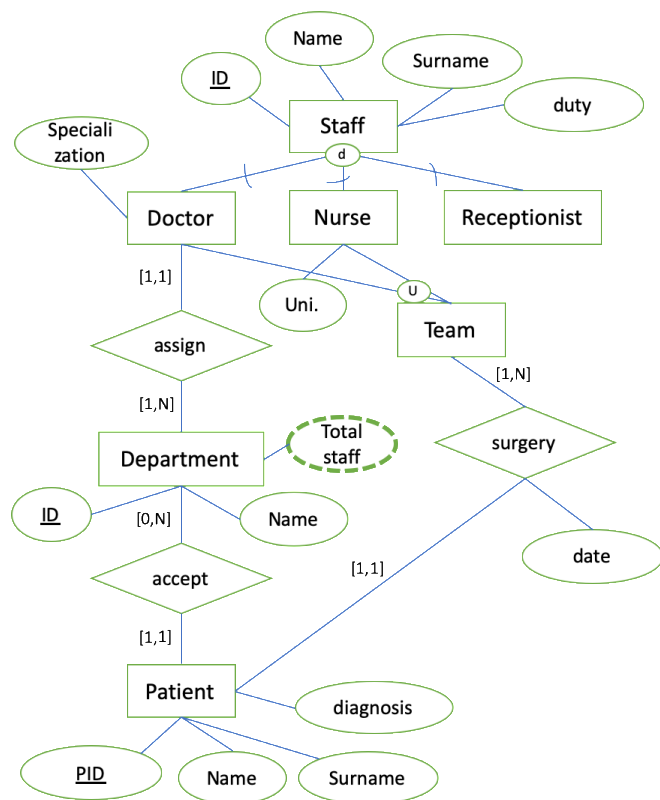 Name
Surname
ID
duty
Staff
Speciali
zation
d
Doctor
Nurse
Receptionist
[1,1]
Uni.
U
Team
assign
[1,N]
[1,N]
Total
staff
surgery
Department
ID
[0,N]
Name
date
[1,1]
accept
[1,1]
Patient
diagnosis
PID
Name
Surname